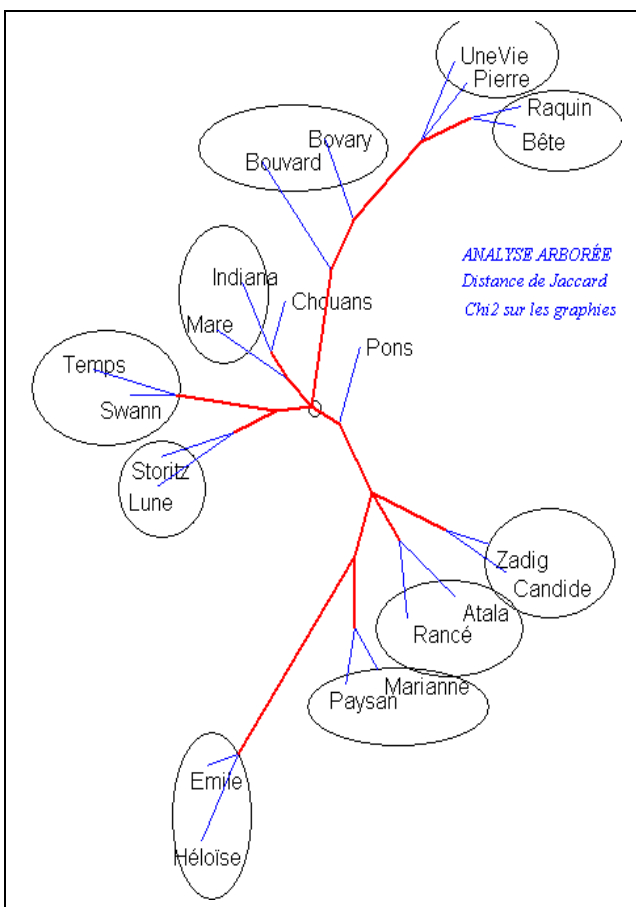 UneVie
Pierre
Raquin
Bête
Bovary
Bouvard
ANALYSE ARBORÉE
Distance de Jaccard
Chi2 sur les graphies
Indiana
Chouans
Mare
Pons
Temps
Swann
Storitz
Lune
Zadig
Candide
Atala
Rancé
Marianne
Paysan
Emile
Héloïse